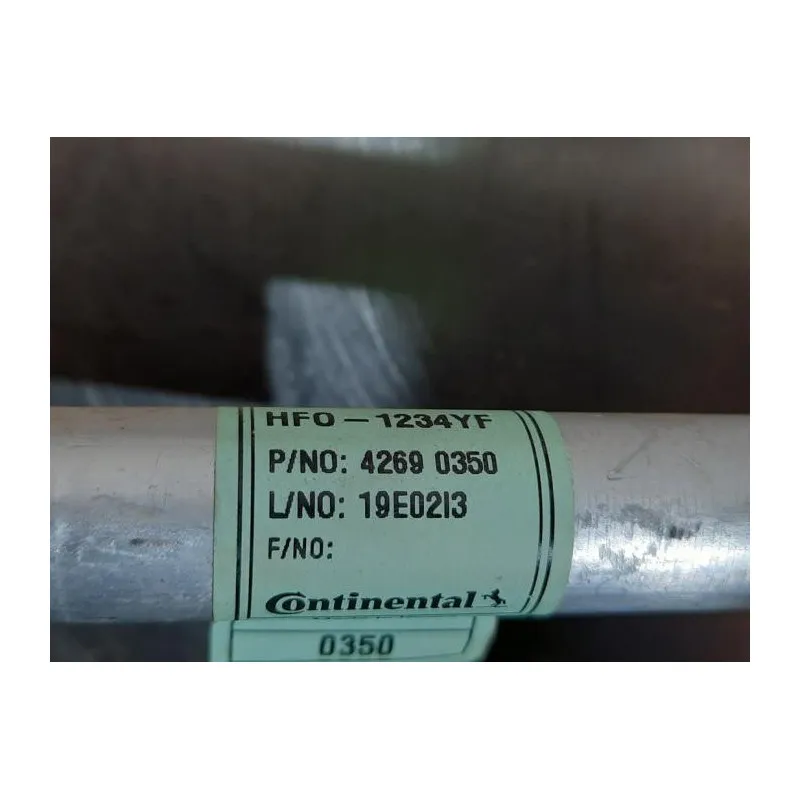 HFO-1234YF
P/NO: 4269 0350
L/NO: 19E02I3
F/NO:
Continental
0350